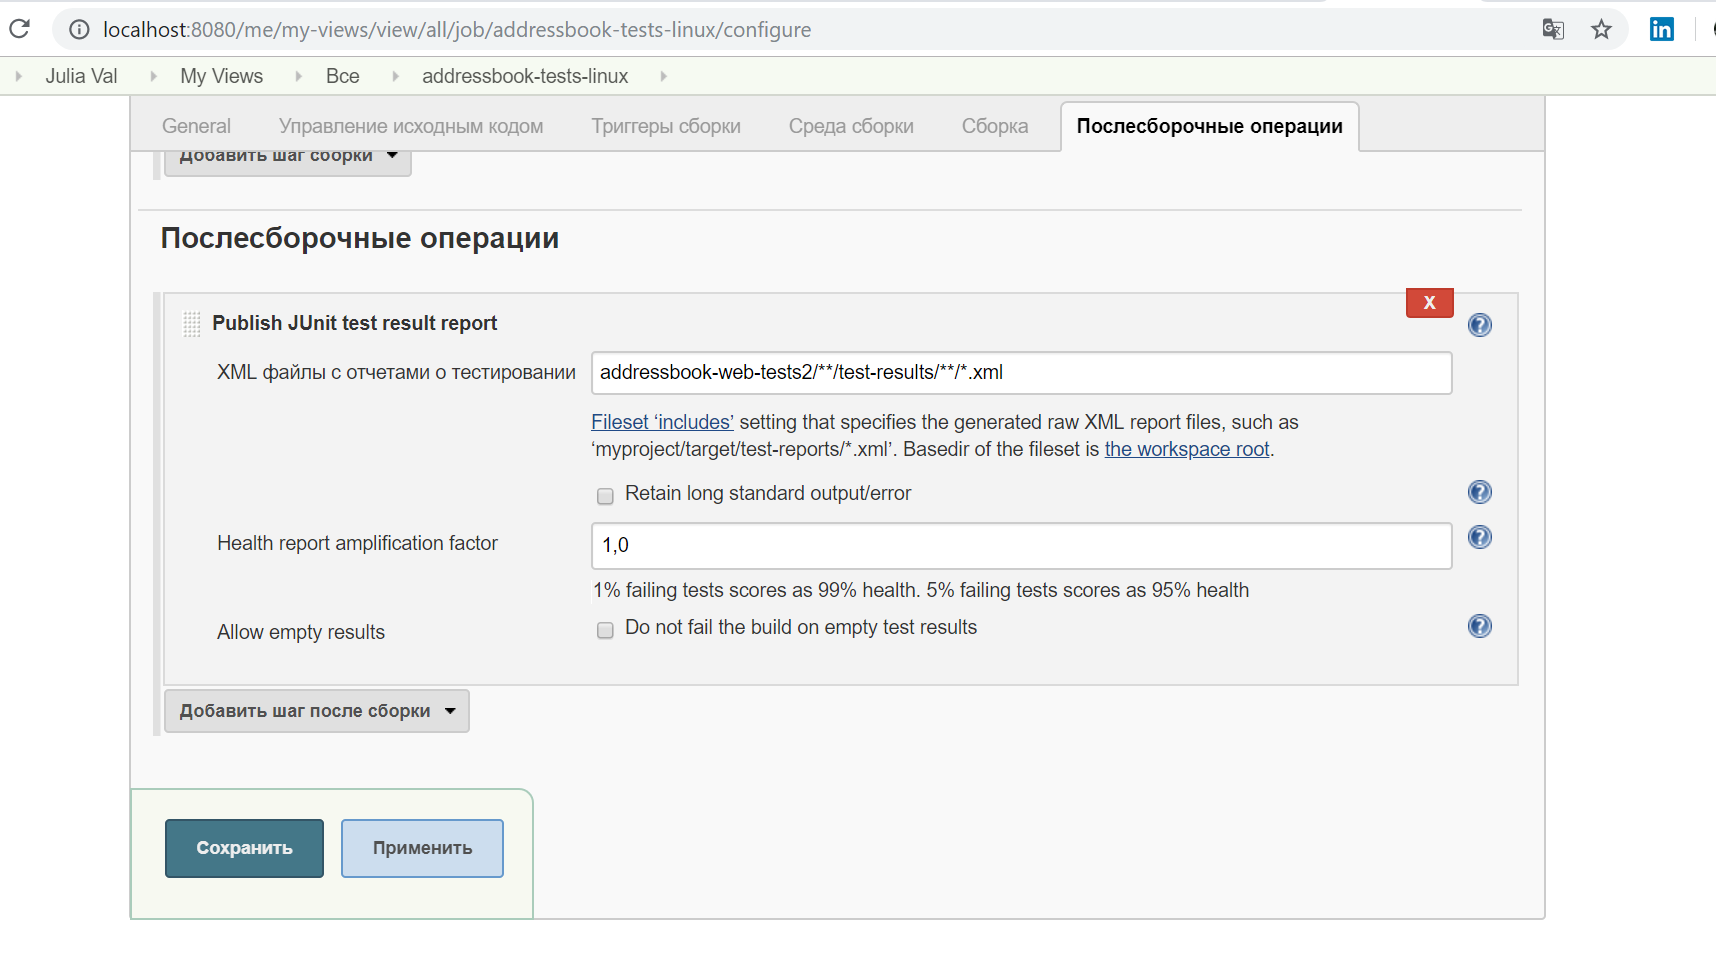 localhost:8080/me/my-views/view/all/job/addressbook-tests-linux/configure
in
Julia Val My Views Все addressbook-tests-linux
General Управление исходным кодом Триггеры сборки Среда сборки Сборка Послесборочные операции
Добавить шаг сборки
Послесборочные операции
X
Publish JUnit test result report
XML файлы с отчетами о тестировании addressbook-web-tests2/**/test-results/**/*.xml
Fileset ‘includes’ setting that specifies the generated raw XML report files, such as
‘myproject/target/test-reports/*.xml’. Basedir of the fileset is the workspace root.
Retain long standard output/error
Health report amplification factor 1,0
1% failing tests scores as 99% health. 5% failing tests scores as 95% health
Allow empty results Do not fail the build on empty test results
Добавить шаг после сборки
Сохранить Применить